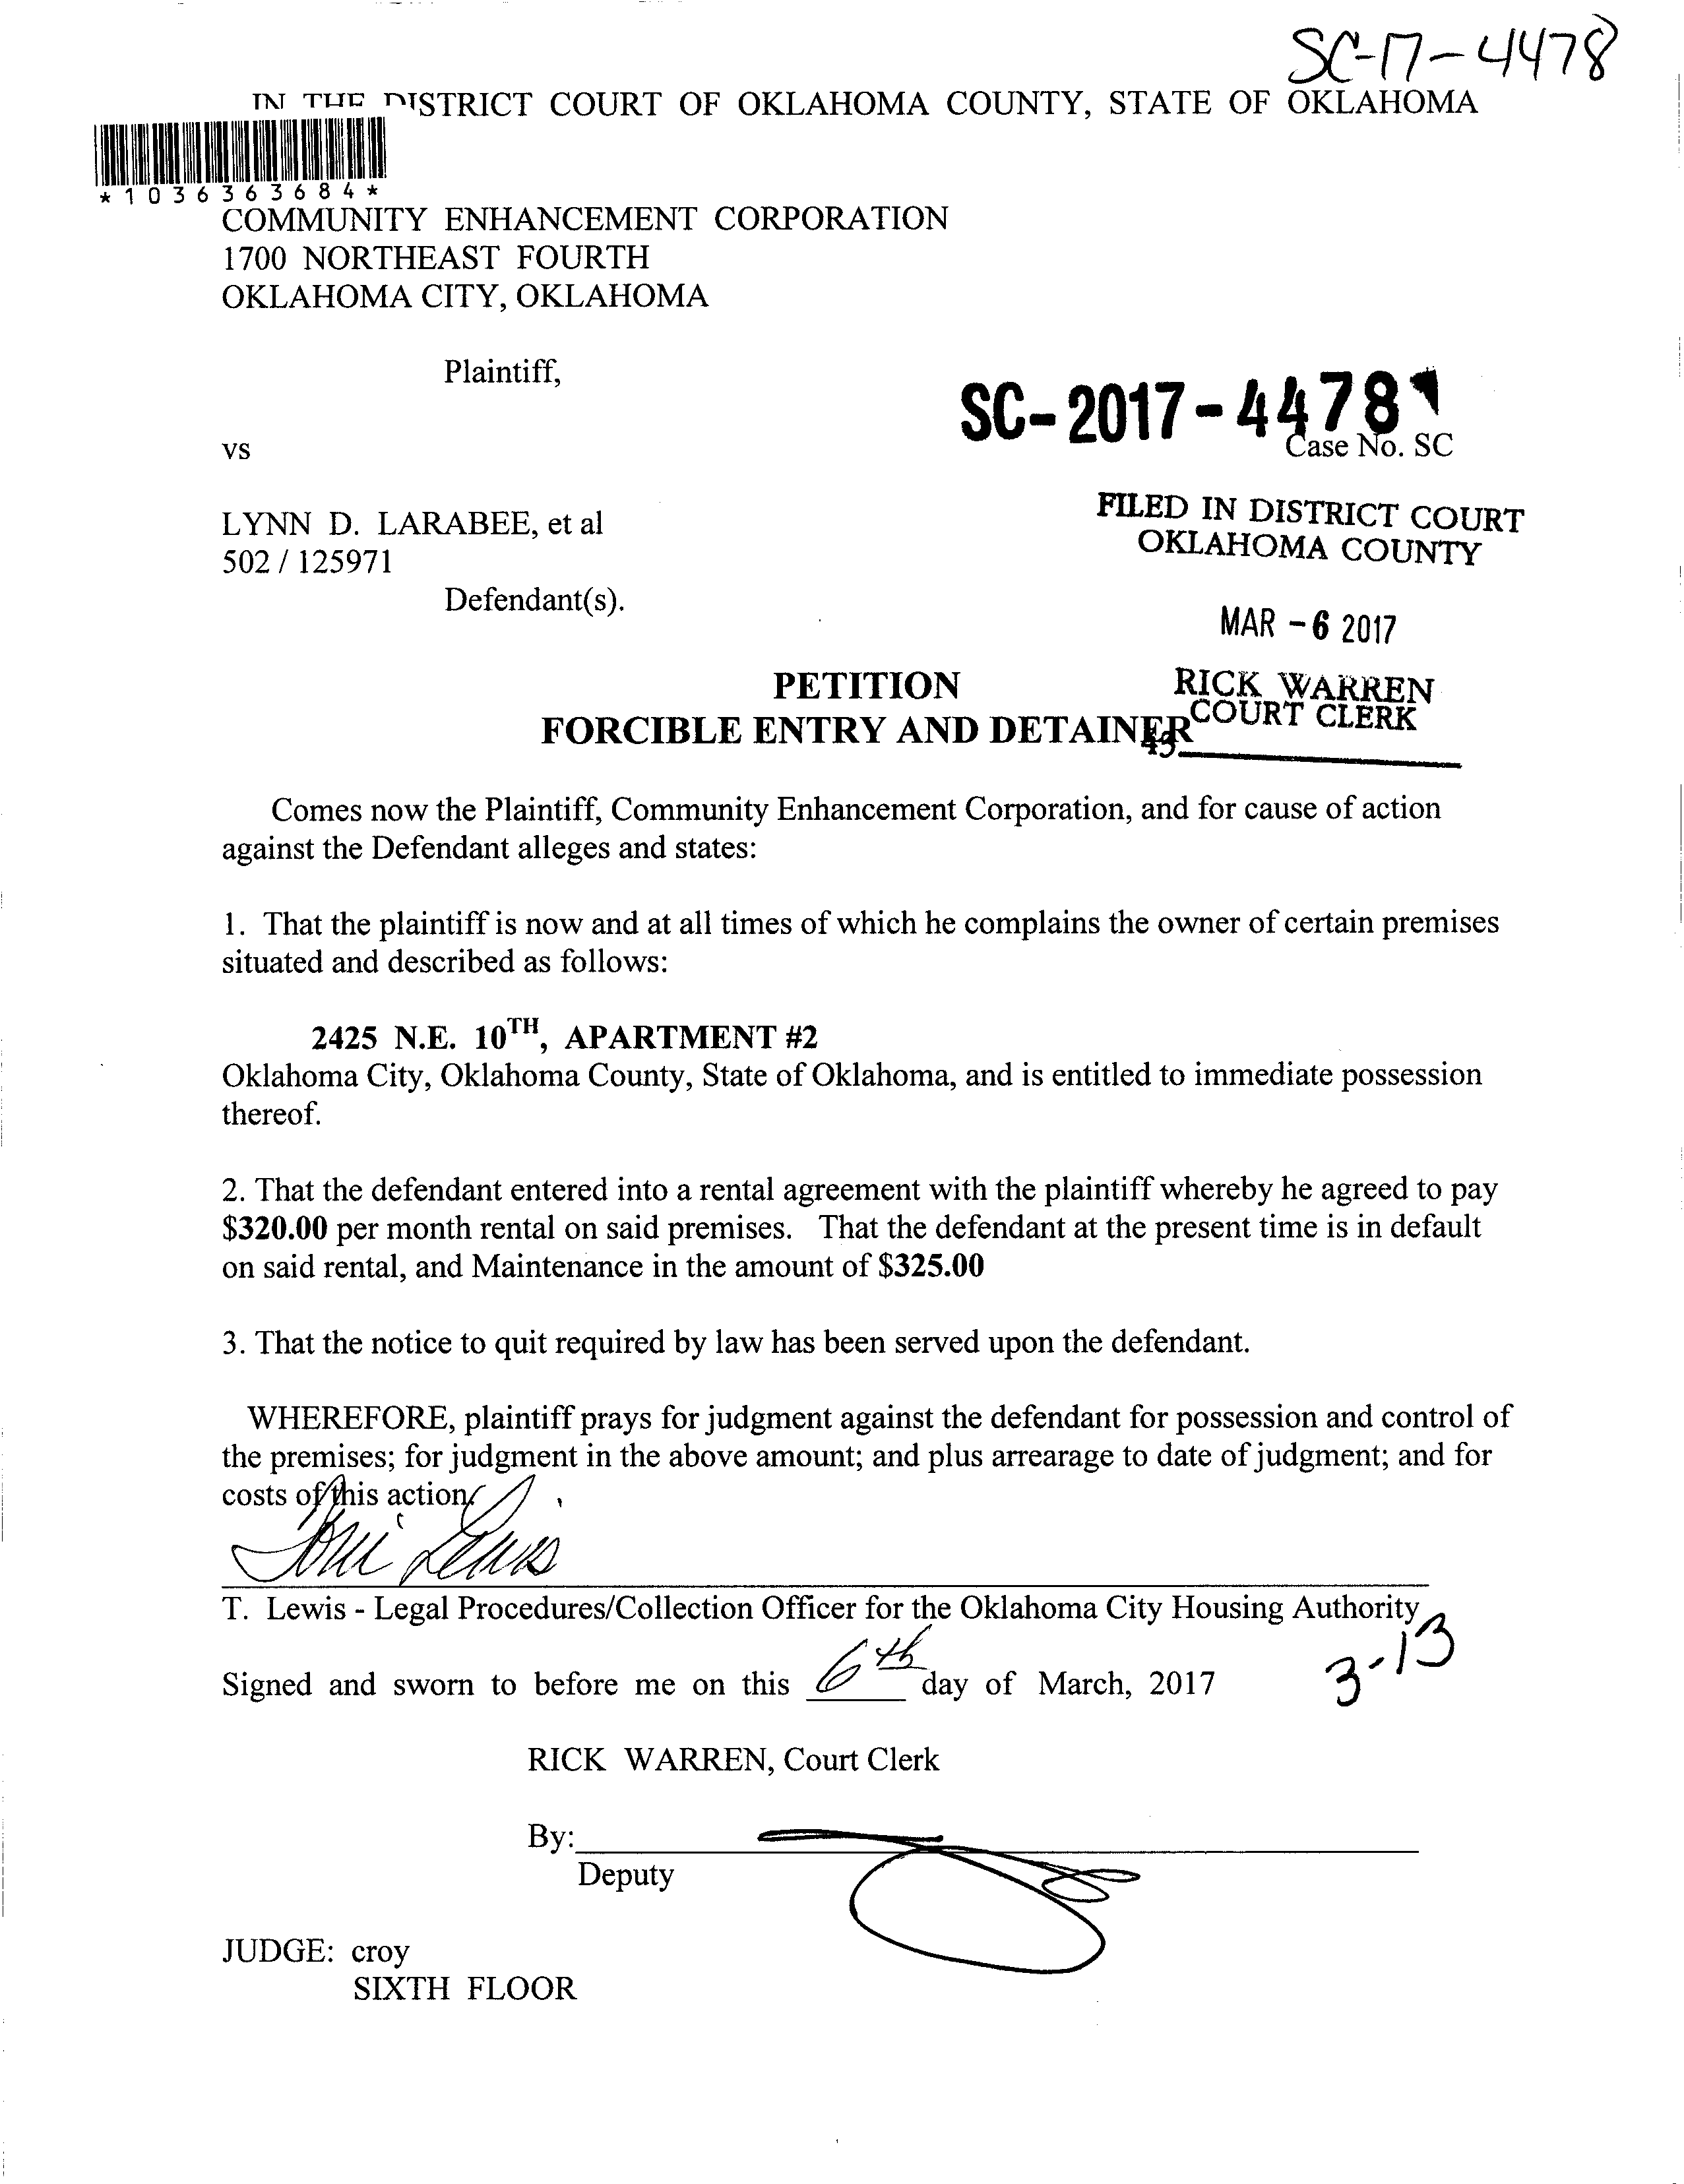 SC-17-4478
IN THE DISTRICT COURT OF OKLAHOMA COUNTY, STATE OF OKLAHOMA
*1036363684*
COMMUNITY ENHANCEMENT CORPORATION
1700 NORTHEAST FOURTH
OKLAHOMA CITY, OKLAHOMA
Plaintiff,
SC-2017-4478
vs
Case No. SC
LYNN D. LARABEE, et al
502 / 125971
Defendant(s).
FILED IN DISTRICT COURT
OKLAHOMA COUNTY
MAR -6 2017
RICK WARREN
COURT CLERK
PETITION
FORCIBLE ENTRY AND DETAINER
Comes now the Plaintiff, Community Enhancement Corporation, and for cause of action
against the Defendant alleges and states:
1. That the plaintiff is now and at all times of which he complains the owner of certain premises
situated and described as follows:
2425 N.E. 10TH, APARTMENT #2
Oklahoma City, Oklahoma County, State of Oklahoma, and is entitled to immediate possession
thereof.
2. That the defendant entered into a rental agreement with the plaintiff whereby he agreed to pay
$320.00 per month rental on said premises. That the defendant at the present time is in default
on said rental, and Maintenance in the amount of $325.00
3. That the notice to quit required by law has been served upon the defendant.
WHEREFORE, plaintiff prays for judgment against the defendant for possession and control of
the premises; for judgment in the above amount; and plus arrearage to date of judgment; and for
costs of this action.
Toni Lewis
T. Lewis - Legal Procedures/Collection Officer for the Oklahoma City Housing Authority
3-13
Signed and sworn to before me on this 6th day of March, 2017
RICK WARREN, Court Clerk
By:
Deputy
JUDGE: croy
SIXTH FLOOR